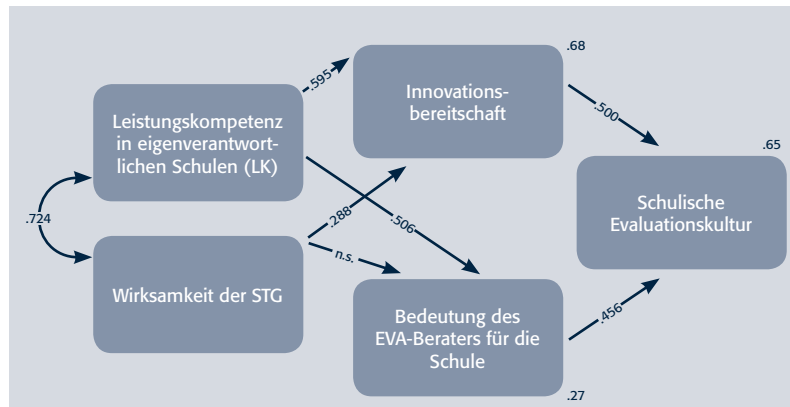 .68
.595
Innovations-
bereitschaft
Leistungskompetenz
in eigenverantwort-
lichen Schulen (LK)
.500
.65
Schulische
Evaluationskultur
.724
.288
.506
n.s.
Wirksamkeit der STG
Bedeutung des
EVA-Beraters für die
Schule
.456
.27